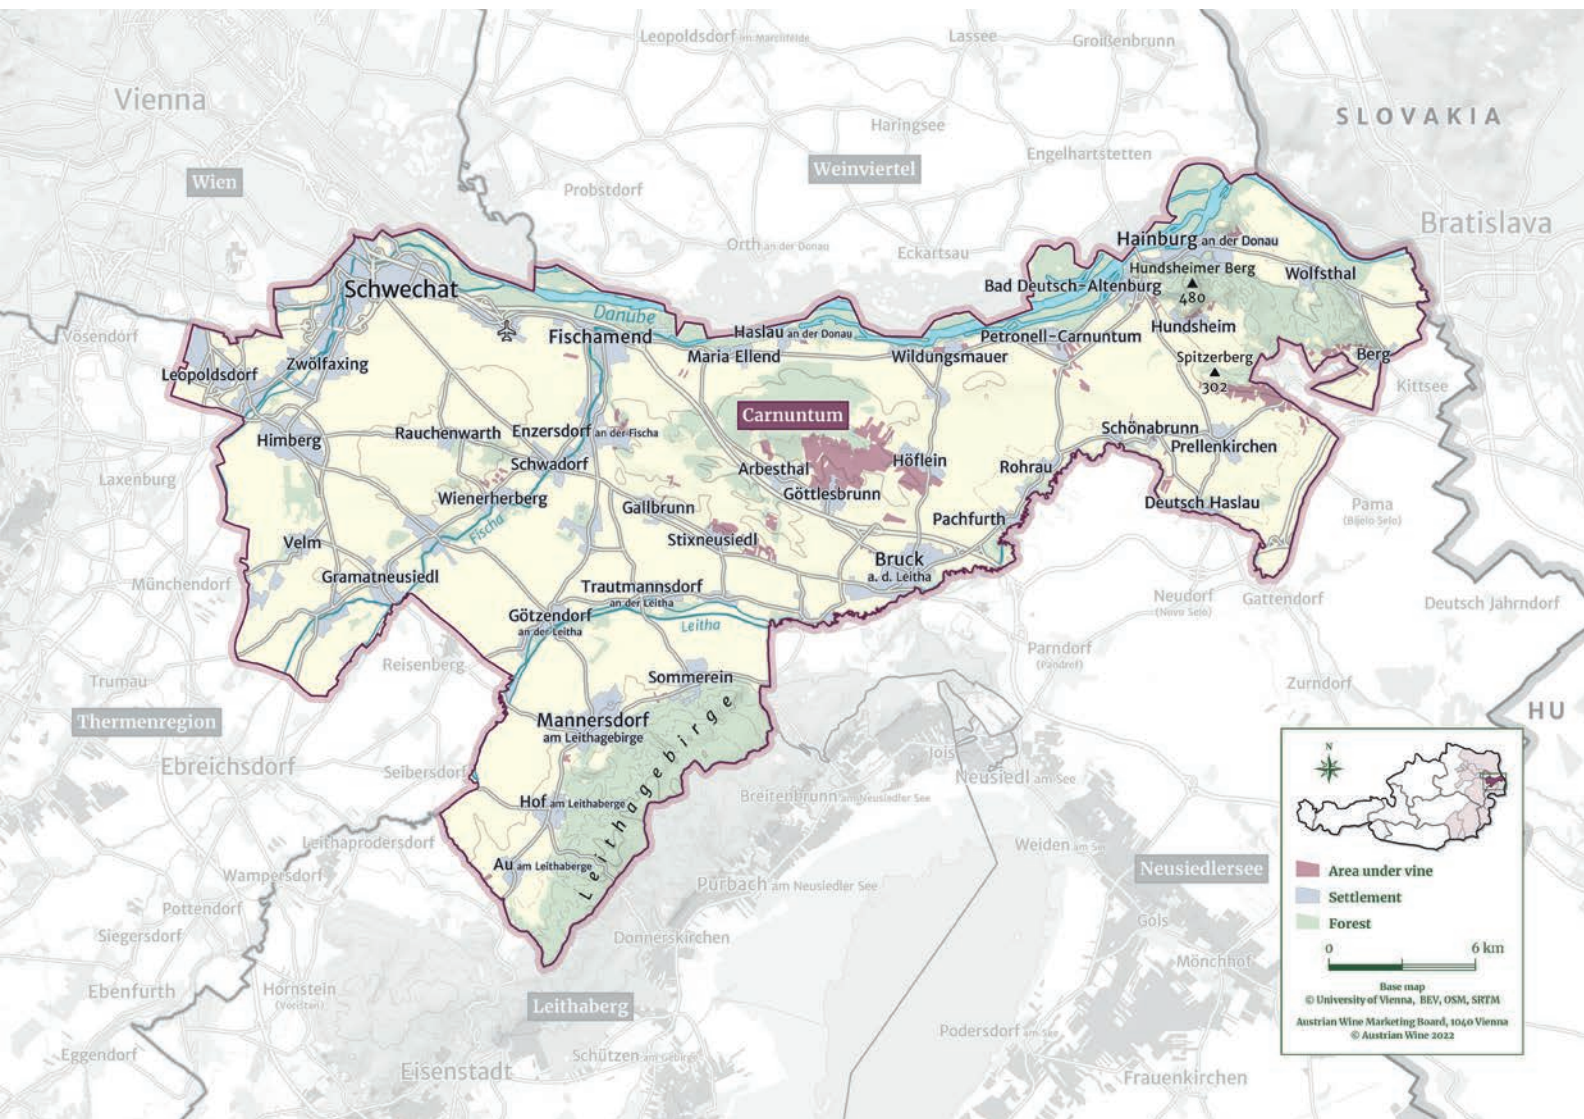 Leopoldsdorf im Marchfelde
Lassee
Groißenbrunn
Vienna
SLOVAKIA
Haringsee
Engelhartstetten
Weinviertel
Wien
Probstdorf
Bratislava
Orth an der Donau
Eckartsau
Hainburg an der Donau
Hundsheimer Berg
480
Wolfsthal
Bad Deutsch-Altenburg
Schwechat
Danube
Hundsheim
Vösendorf
Fischamend
Haslau an der Donau
Petronell-Carnuntum
Maria Ellend
Wildungsmauer
Spitzerberg
302
Berg
Kittsee
Leopoldsdorf
Zwölfaxing
Carnuntum
Himberg
Rauchenwarth
Enzersdorf an der Fischa
Schönabrunn
Prellenkirchen
Schwadorf
Arbesthal
Höflein
Rohrau
Laxenburg
Wienerherberg
Göttlesbrunn
Gallbrunn
Deutsch Haslau
Pama
(Bijelo Selo)
Fischa
Pachfurth
Velm
Stixneusiedl
Bruck
a. d. Leitha
Gramatneusiedl
Münchendorf
Trautmannsdorf
an der Leitha
Neudorf
(Novo Selo)
Gattendorf
Deutsch Jahrndorf
Götzendorf
an der Leitha
Leitha
Reisenberg
Parndorf
(Pandrof)
Trumau
Sommerein
Zurndorf
Thermenregion
Mannersdorf
am Leithagebirge
Leithagebirge
HU
Ebreichsdorf
Seibersdorf
Jois
Neusiedl am See
Breitenbrunn am Neusiedler See
Hof am Leithaberge
Leithaprodersdorf
Weiden am See
Au am Leithaberge
Neusiedlersee
Wampersdorf
Purbach am Neusiedler See
Pottendorf
Gols
Siegersdorf
Donnerskirchen
Mönchhof
Ebenfurth
Hornstein
(Vorištan)
Leithaberg
Podersdorf am See
Eggendorf
Schützen am Gebirge
Eisenstadt
Frauenkirchen
N
Area under vine
Settlement
Forest
0 6 km
Base map
© University of Vienna, BEV, OSM, SRTM
Austrian Wine Marketing Board, 1040 Vienna
© Austrian Wine 2022